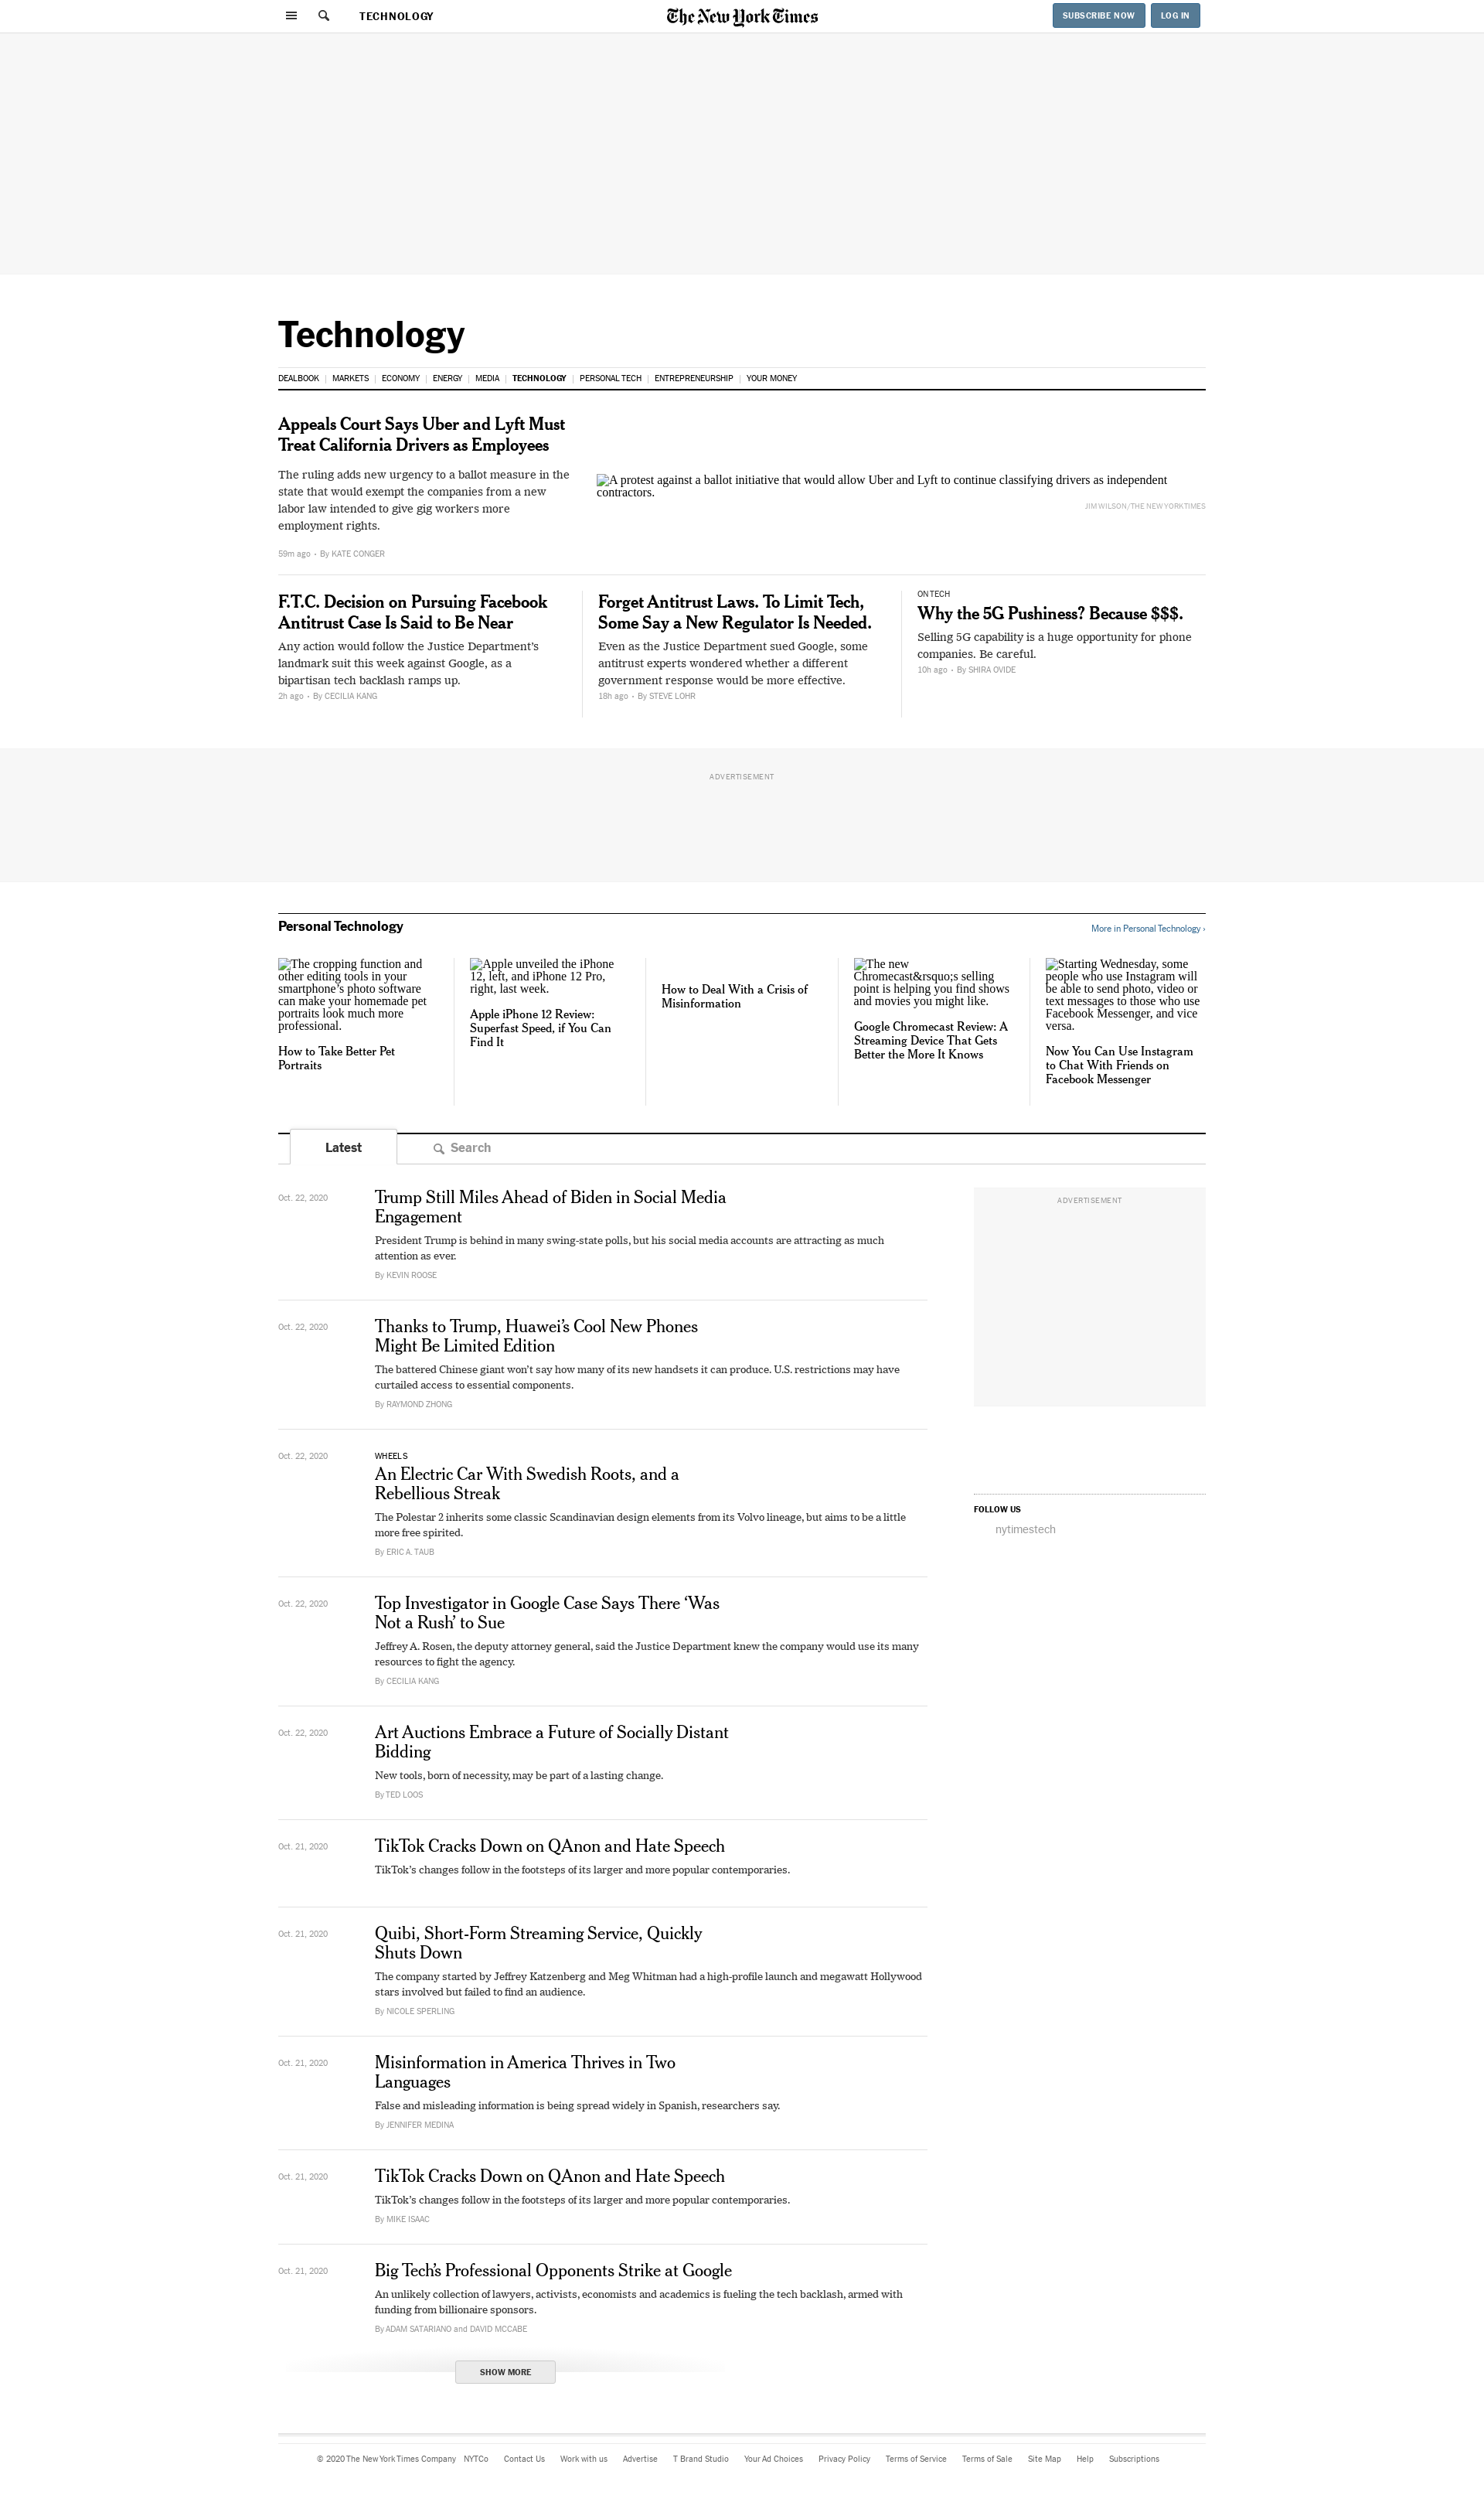 TECHNOLOGY
The New York Times
SUBSCRIBE NOW
LOG IN
Technology
DEALBOOK | MARKETS | ECONOMY | ENERGY | MEDIA | TECHNOLOGY | PERSONAL TECH | ENTREPRENEURSHIP | YOUR MONEY
Appeals Court Says Uber and Lyft Must
Treat California Drivers as Employees
The ruling adds new urgency to a ballot measure in the
state that would exempt the companies from a new
labor law intended to give gig workers more
employment rights.
59m ago • By KATE CONGER
A protest against a ballot initiative that would allow Uber and Lyft to continue classifying drivers as independent
contractors.
JIM WILSON/THE NEW YORK TIMES
F.T.C. Decision on Pursuing Facebook
Antitrust Case Is Said to Be Near
Any action would follow the Justice Department's
landmark suit this week against Google, as a
bipartisan tech backlash ramps up.
2h ago • By CECILIA KANG
Forget Antitrust Laws. To Limit Tech,
Some Say a New Regulator Is Needed.
Even as the Justice Department sued Google, some
antitrust experts wondered whether a different
government response would be more effective.
18h ago • By STEVE LOHR
ON TECH
Why the 5G Pushiness? Because $$$.
Selling 5G capability is a huge opportunity for phone
companies. Be careful.
10h ago • By SHIRA OVIDE
ADVERTISEMENT
Personal Technology
More in Personal Technology ›
The cropping function and
other editing tools in your
smartphone's photo software
can make your homemade pet
portraits look much more
professional.
How to Take Better Pet
Portraits
Apple unveiled the iPhone
12, left, and iPhone 12 Pro,
right, last week.
Apple iPhone 12 Review:
Superfast Speed, if You Can
Find It
How to Deal With a Crisis of
Misinformation
The new
Chromecast&rsquo;s selling
point is helping you find shows
and movies you might like.
Google Chromecast Review: A
Streaming Device That Gets
Better the More It Knows
Starting Wednesday, some
people who use Instagram will
be able to send photo, video or
text messages to those who use
Facebook Messenger, and vice
versa.
Now You Can Use Instagram
to Chat With Friends on
Facebook Messenger
Latest
Search
Oct. 22, 2020
Trump Still Miles Ahead of Biden in Social Media
Engagement
President Trump is behind in many swing-state polls, but his social media accounts are attracting as much
attention as ever.
By KEVIN ROOSE
ADVERTISEMENT
Oct. 22, 2020
Thanks to Trump, Huawei's Cool New Phones
Might Be Limited Edition
The battered Chinese giant won't say how many of its new handsets it can produce. U.S. restrictions may have
curtailed access to essential components.
By RAYMOND ZHONG
Oct. 22, 2020
WHEELS
An Electric Car With Swedish Roots, and a
Rebellious Streak
The Polestar 2 inherits some classic Scandinavian design elements from its Volvo lineage, but aims to be a little
more free spirited.
By ERIC A. TAUB
FOLLOW US
nytimestech
Oct. 22, 2020
Top Investigator in Google Case Says There ‘Was
Not a Rush’ to Sue
Jeffrey A. Rosen, the deputy attorney general, said the Justice Department knew the company would use its many
resources to fight the agency.
By CECILIA KANG
Oct. 22, 2020
Art Auctions Embrace a Future of Socially Distant
Bidding
New tools, born of necessity, may be part of a lasting change.
By TED LOOS
Oct. 21, 2020
TikTok Cracks Down on QAnon and Hate Speech
TikTok's changes follow in the footsteps of its larger and more popular contemporaries.
Oct. 21, 2020
Quibi, Short-Form Streaming Service, Quickly
Shuts Down
The company started by Jeffrey Katzenberg and Meg Whitman had a high-profile launch and megawatt Hollywood
stars involved but failed to find an audience.
By NICOLE SPERLING
Oct. 21, 2020
Misinformation in America Thrives in Two
Languages
False and misleading information is being spread widely in Spanish, researchers say.
By JENNIFER MEDINA
Oct. 21, 2020
TikTok Cracks Down on QAnon and Hate Speech
TikTok's changes follow in the footsteps of its larger and more popular contemporaries.
By MIKE ISAAC
Oct. 21, 2020
Big Tech's Professional Opponents Strike at Google
An unlikely collection of lawyers, activists, economists and academics is fueling the tech backlash, armed with
funding from billionaire sponsors.
By ADAM SATARIANO and DAVID MCCABE
SHOW MORE
© 2020 The New York Times Company NYTCo Contact Us Work with us Advertise T Brand Studio Your Ad Choices Privacy Policy Terms of Service Terms of Sale Site Map Help Subscriptions